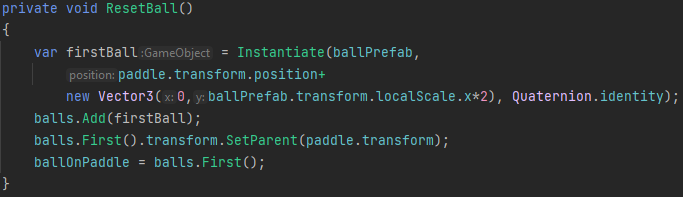 private void ResetBall()
{
var firstBall :GameObject = Instantiate(ballPrefab,
position: paddle.transform.position+
new Vector3( x: 0, y: ballPrefab.transform.localScale.x*2), Quaternion.identity);
balls.Add(firstBall);
balls.First().transform.SetParent(paddle.transform);
ballOnPaddle = balls.First();
}